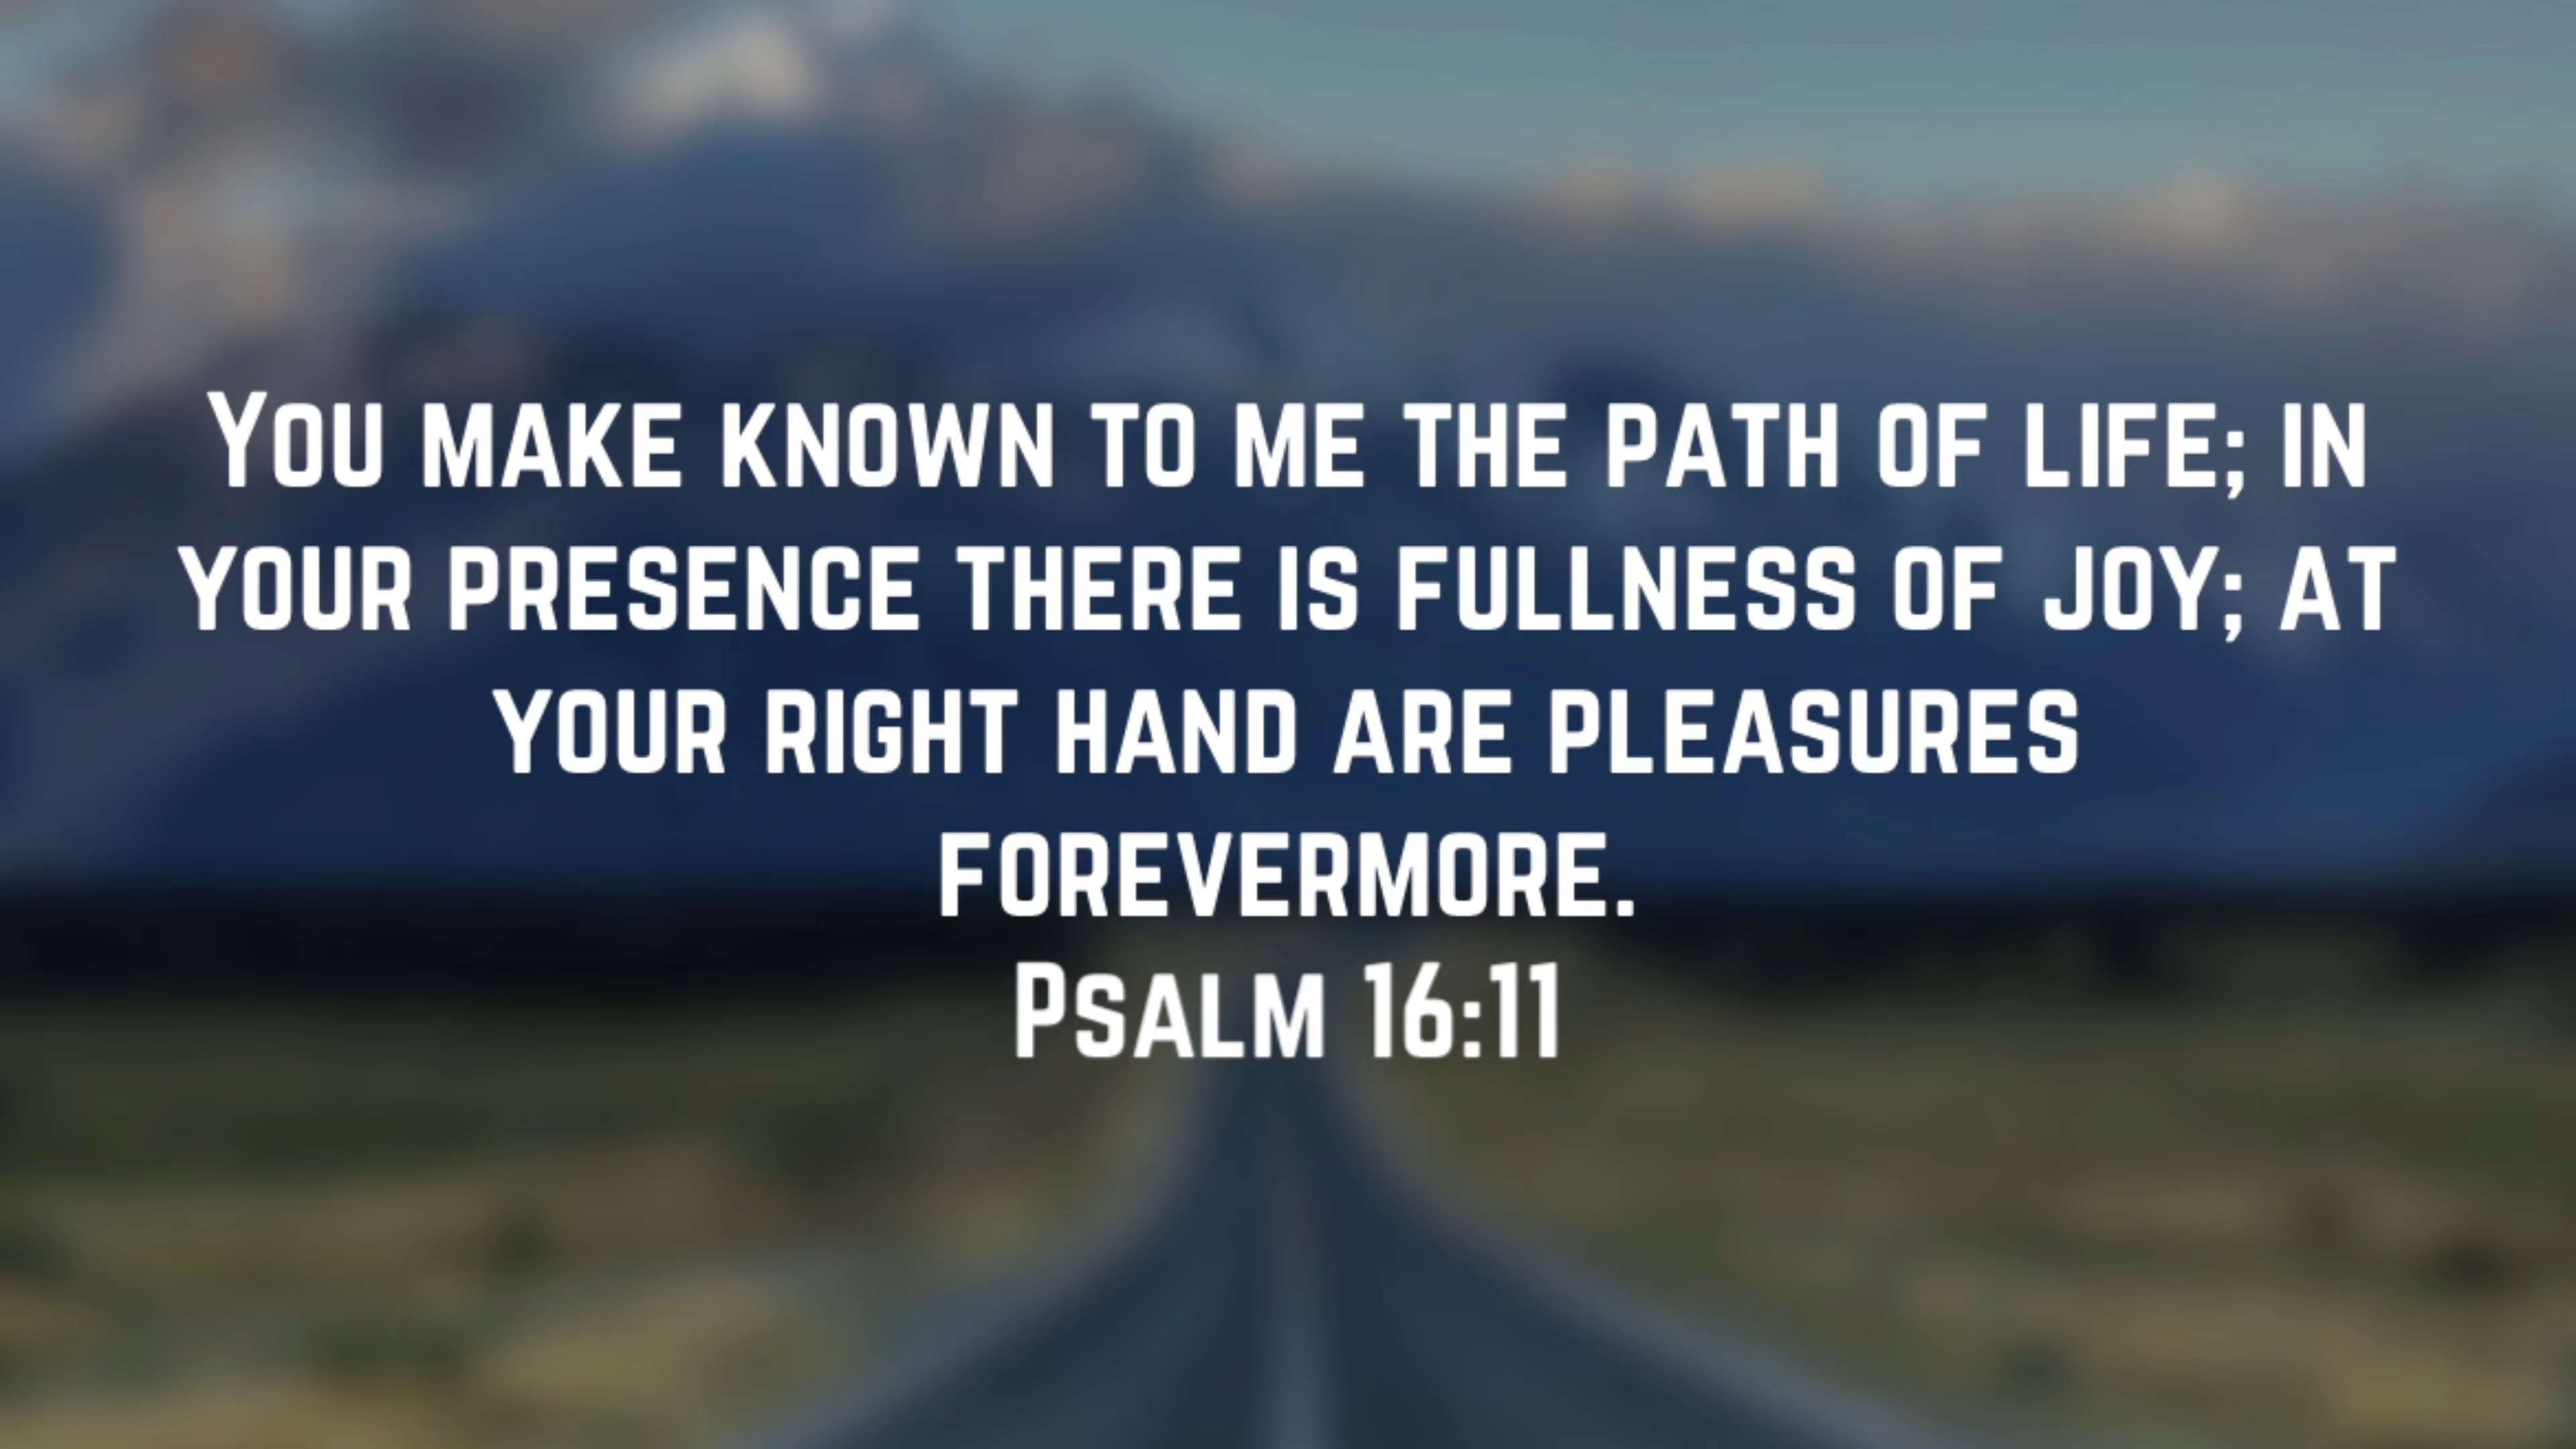 You make known to me the path of life; in
your presence there is fullness of joy; at
your right hand are pleasures
forevermore.
Psalm 16:11